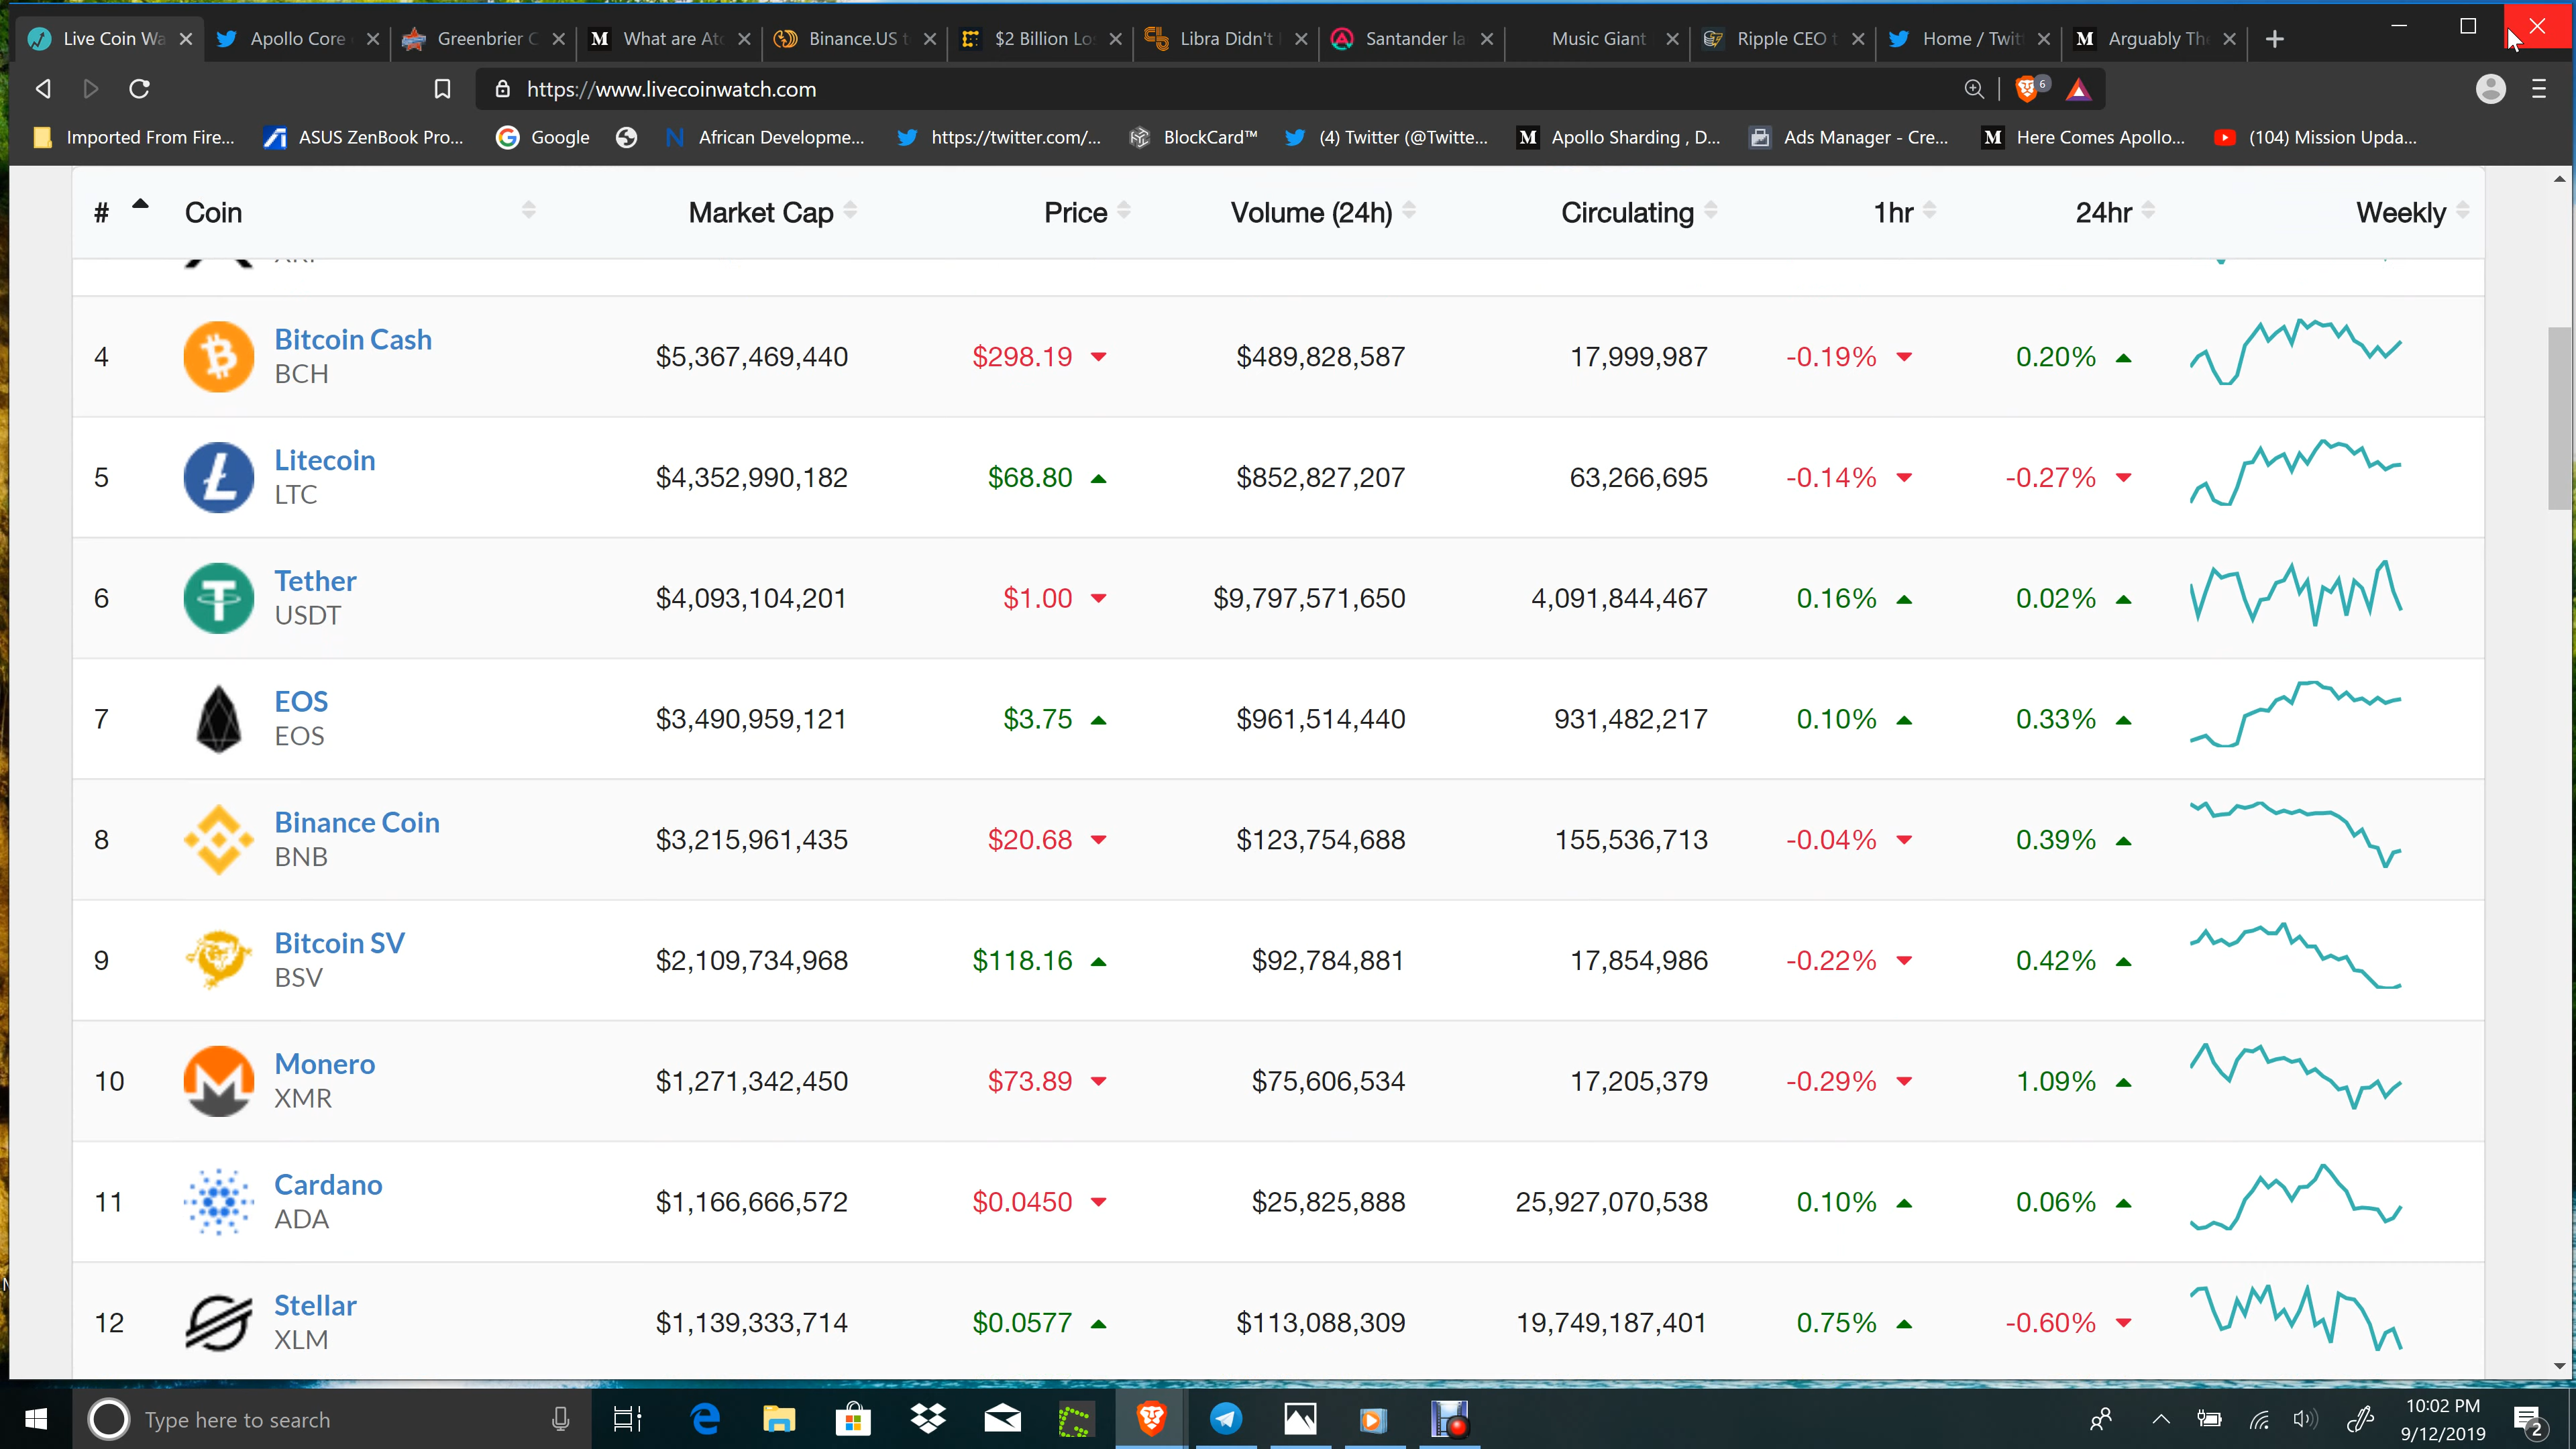 Live Coin Wa
Apollo Core
Greenbrier C
What are Ato
Binance.US t
$2 Billion Lo
Libra Didn't
Santander la
Music Giant
Ripple CEO t
Home / Twit
Arguably The
https://www.livecoinwatch.com
6
Imported From Fire...
ASUS ZenBook Pro...
Google
African Developme...
https://twitter.com/...
BlockCard™
(4) Twitter (@Twitte...
Apollo Sharding , D...
Ads Manager - Cre...
Here Comes Apollo...
(104) Mission Upda...
# Coin Market Cap Price Volume (24h) Circulating 1hr 24hr Weekly
4 Bitcoin Cash $5,367,469,440 $298.19 $489,828,587 17,999,987 -0.19% 0.20%
BCH
5 Litecoin $4,352,990,182 $68.80 $852,827,207 63,266,695 -0.14% -0.27%
LTC
6 Tether $4,093,104,201 $1.00 $9,797,571,650 4,091,844,467 0.16% 0.02%
USDT
7 EOS $3,490,959,121 $3.75 $961,514,440 931,482,217 0.10% 0.33%
EOS
8 Binance Coin $3,215,961,435 $20.68 $123,754,688 155,536,713 -0.04% 0.39%
BNB
9 Bitcoin SV $2,109,734,968 $118.16 $92,784,881 17,854,986 -0.22% 0.42%
BSV
10 Monero $1,271,342,450 $73.89 $75,606,534 17,205,379 -0.29% 1.09%
XMR
11 Cardano $1,166,666,572 $0.0450 $25,825,888 25,927,070,538 0.10% 0.06%
ADA
12 Stellar $1,139,333,714 $0.0577 $113,088,309 19,749,187,401 0.75% -0.60%
XLM
Type here to search
10:02 PM
9/12/2019
2